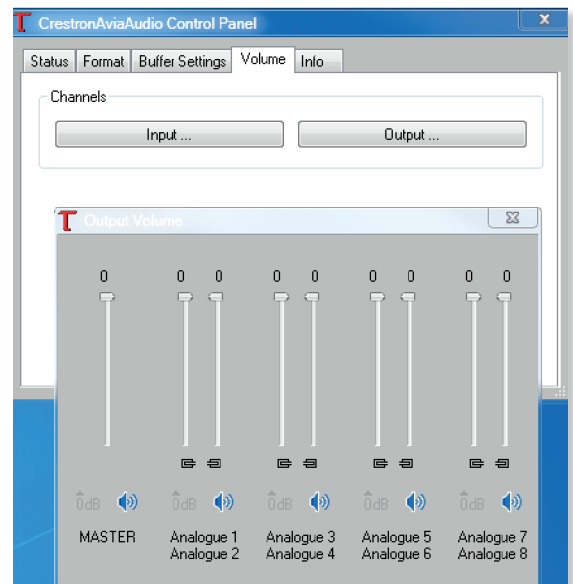 CrestronAviaAudio Control Panel
Status Format Buffer Settings Volume Info
Channels
Input ... Output ...
Output Volume
0 0 0 0 0 0 0 0 0
0dB 0dB 0dB 0dB 0dB
MASTER Analogue 1 Analogue 3 Analogue 5 Analogue 7
Analogue 2 Analogue 4 Analogue 6 Analogue 8